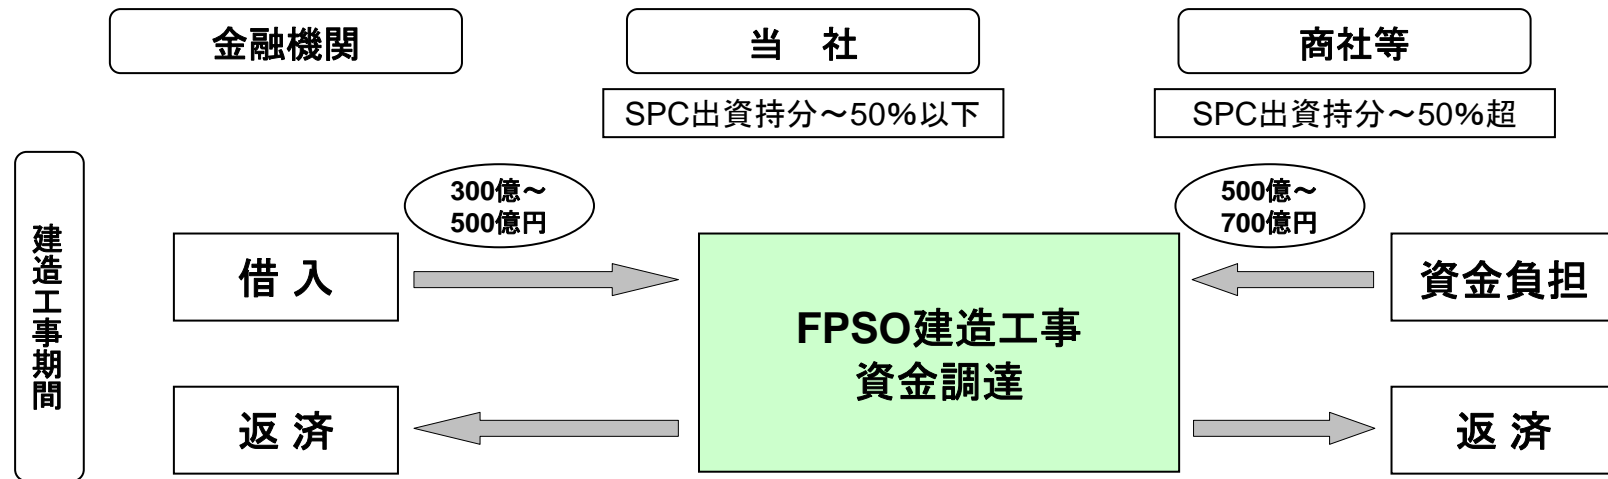 金融機関
当　社
商社等
SPC出資持分～50%以下
SPC出資持分～50%超
建造工事期間
300億～
500億円
500億～
700億円
借 入
FPSO建造工事
資金調達
資金負担
返 済
返 済